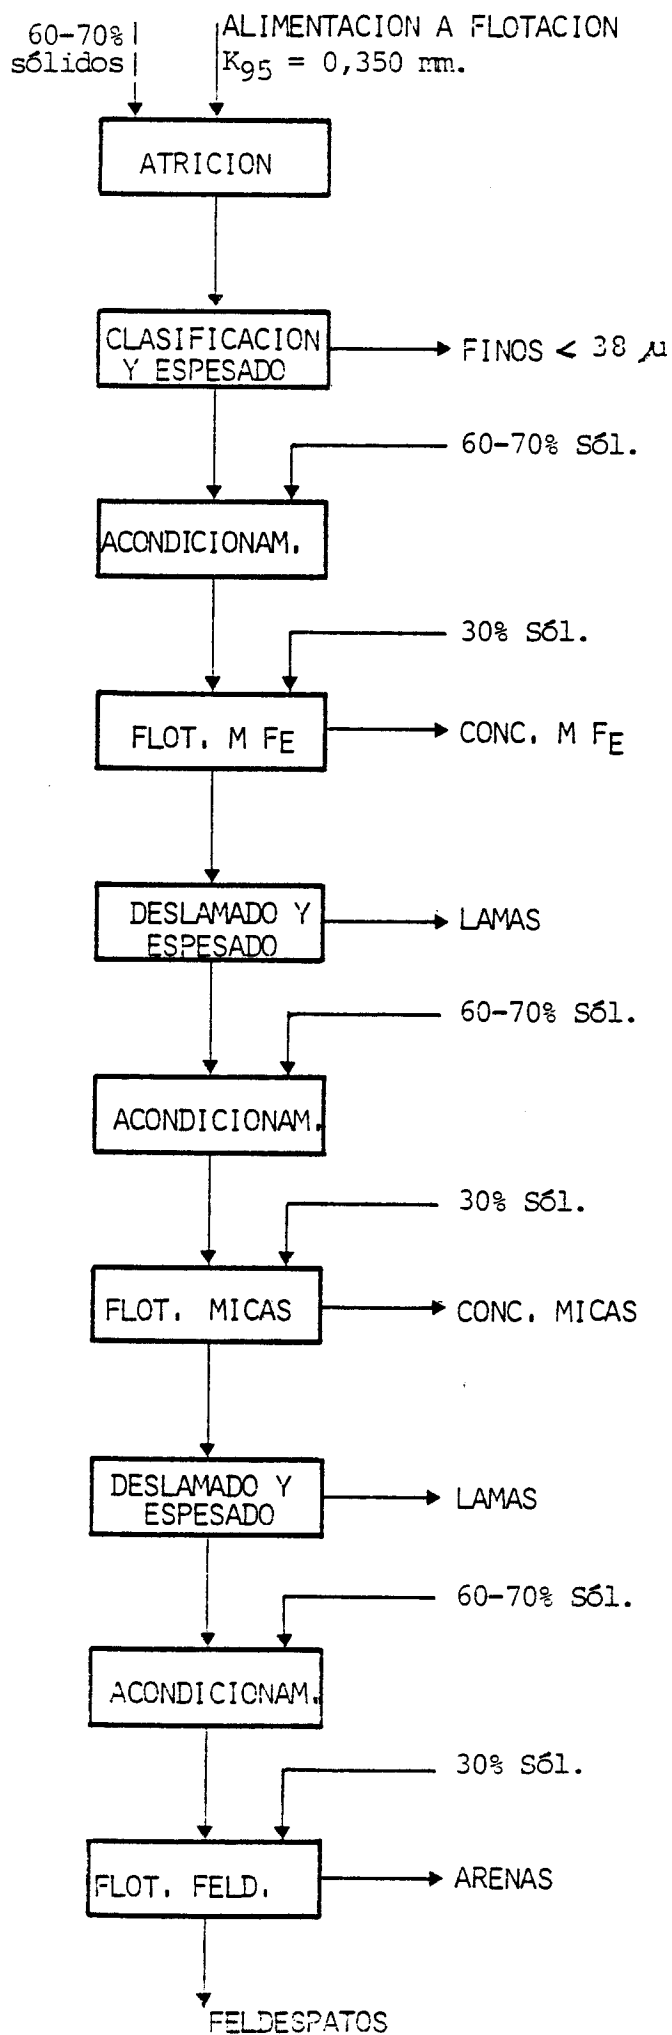 60-70%
sólidos
ALIMENTACION A FLOTACION
K95 = 0,350 mm.
ATRICION
CLASIFICACION
Y ESPESADO
FINOS < 38 µ
60-70% Sól.
ACONDICIONAM.
30% Sól.
FLOT. M FE
CONC. M FE
DESLAMADO Y
ESPESADO
LAMAS
60-70% Sól.
ACONDICIONAM.
30% Sól.
FLOT. MICAS
CONC. MICAS
DESLAMADO Y
ESPESADO
LAMAS
60-70% Sól.
ACONDICIONAM.
30% Sól.
FLOT. FELD.
ARENAS
FELDESPATOS